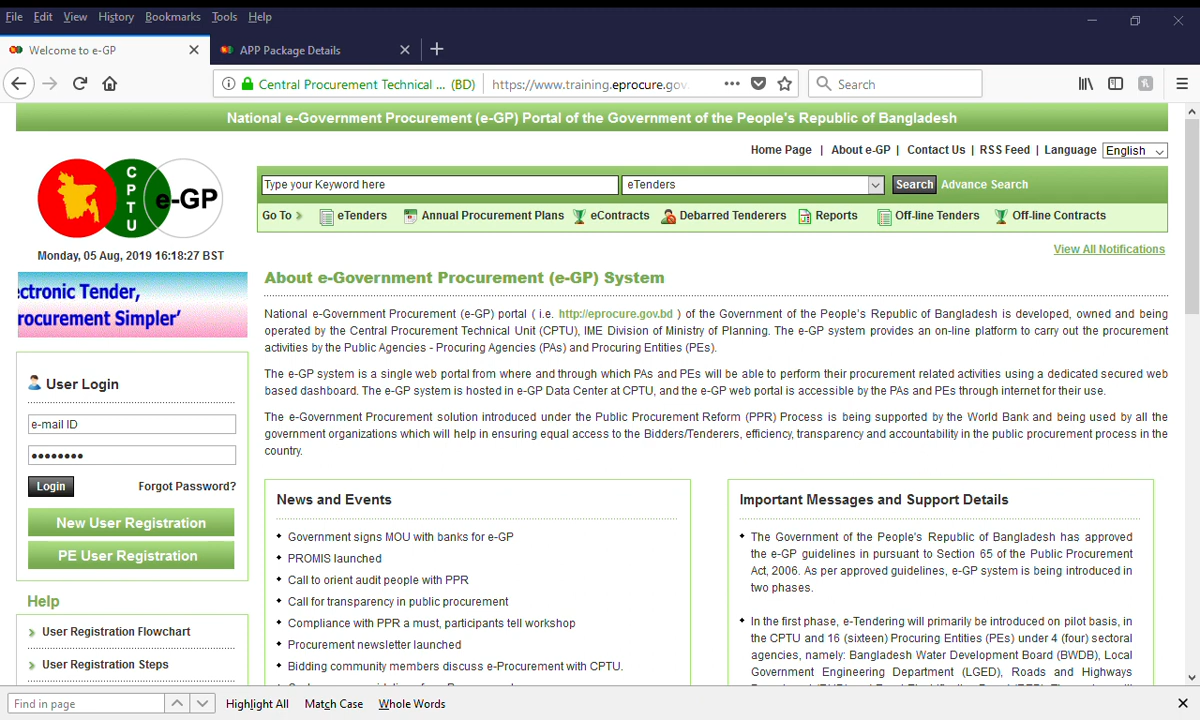 File Edit View History Bookmarks Tools Help
Welcome to e-GP
APP Package Details
Central Procurement Technical ... (BD)
https://www.training.eprocure.gov.
Search
National e-Government Procurement (e-GP) Portal of the Government of the People's Republic of Bangladesh
Home Page | About e-GP | Contact Us | RSS Feed | Language English
CPTU
e-GP
Type your Keyword here
eTenders
Search
Advance Search
Go To
eTenders
Annual Procurement Plans
eContracts
Debarred Tenderers
Reports
Off-line Tenders
Off-line Contracts
Monday, 05 Aug, 2019 16:18:27 BST
View All Notifications
ctronic Tender,
rocurement Simpler'
About e-Government Procurement (e-GP) System
National e-Government Procurement (e-GP) portal ( i.e. http://eprocure.gov.bd ) of the Government of the People's Republic of Bangladesh is developed, owned and being
operated by the Central Procurement Technical Unit (CPTU), IME Division of Ministry of Planning. The e-GP system provides an on-line platform to carry out the procurement
activities by the Public Agencies - Procuring Agencies (PAs) and Procuring Entities (PEs).
The e-GP system is a single web portal from where and through which PAs and PEs will be able to perform their procurement related activities using a dedicated secured web
based dashboard. The e-GP system is hosted in e-GP Data Center at CPTU, and the e-GP web portal is accessible by the PAs and PEs through internet for their use.
The e-Government Procurement solution introduced under the Public Procurement Reform (PPR) Process is being supported by the World Bank and being used by all the
government organizations which will help in ensuring equal access to the Bidders/Tenderers, efficiency, transparency and accountability in the public procurement process in the
country.
User Login
e-mail ID
Login
Forgot Password?
New User Registration
PE User Registration
Help
User Registration Flowchart
User Registration Steps
News and Events
Government signs MOU with banks for e-GP
PROMIS launched
Call to orient audit people with PPR
Call for transparency in public procurement
Compliance with PPR a must, participants tell workshop
Procurement newsletter launched
Bidding community members discuss e-Procurement with CPTU.
Important Messages and Support Details
The Government of the People's Republic of Bangladesh has approved
the e-GP guidelines in pursuant to Section 65 of the Public Procurement
Act, 2006. As per approved guidelines, e-GP system is being introduced in
two phases.
In the first phase, e-Tendering will primarily be introduced on pilot basis, in
the CPTU and 16 (sixteen) Procuring Entities (PEs) under 4 (four) sectoral
agencies, namely: Bangladesh Water Development Board (BWDB), Local
Government Engineering Department (LGED), Roads and Highways
Find in page
Highlight All
Match Case
Whole Words